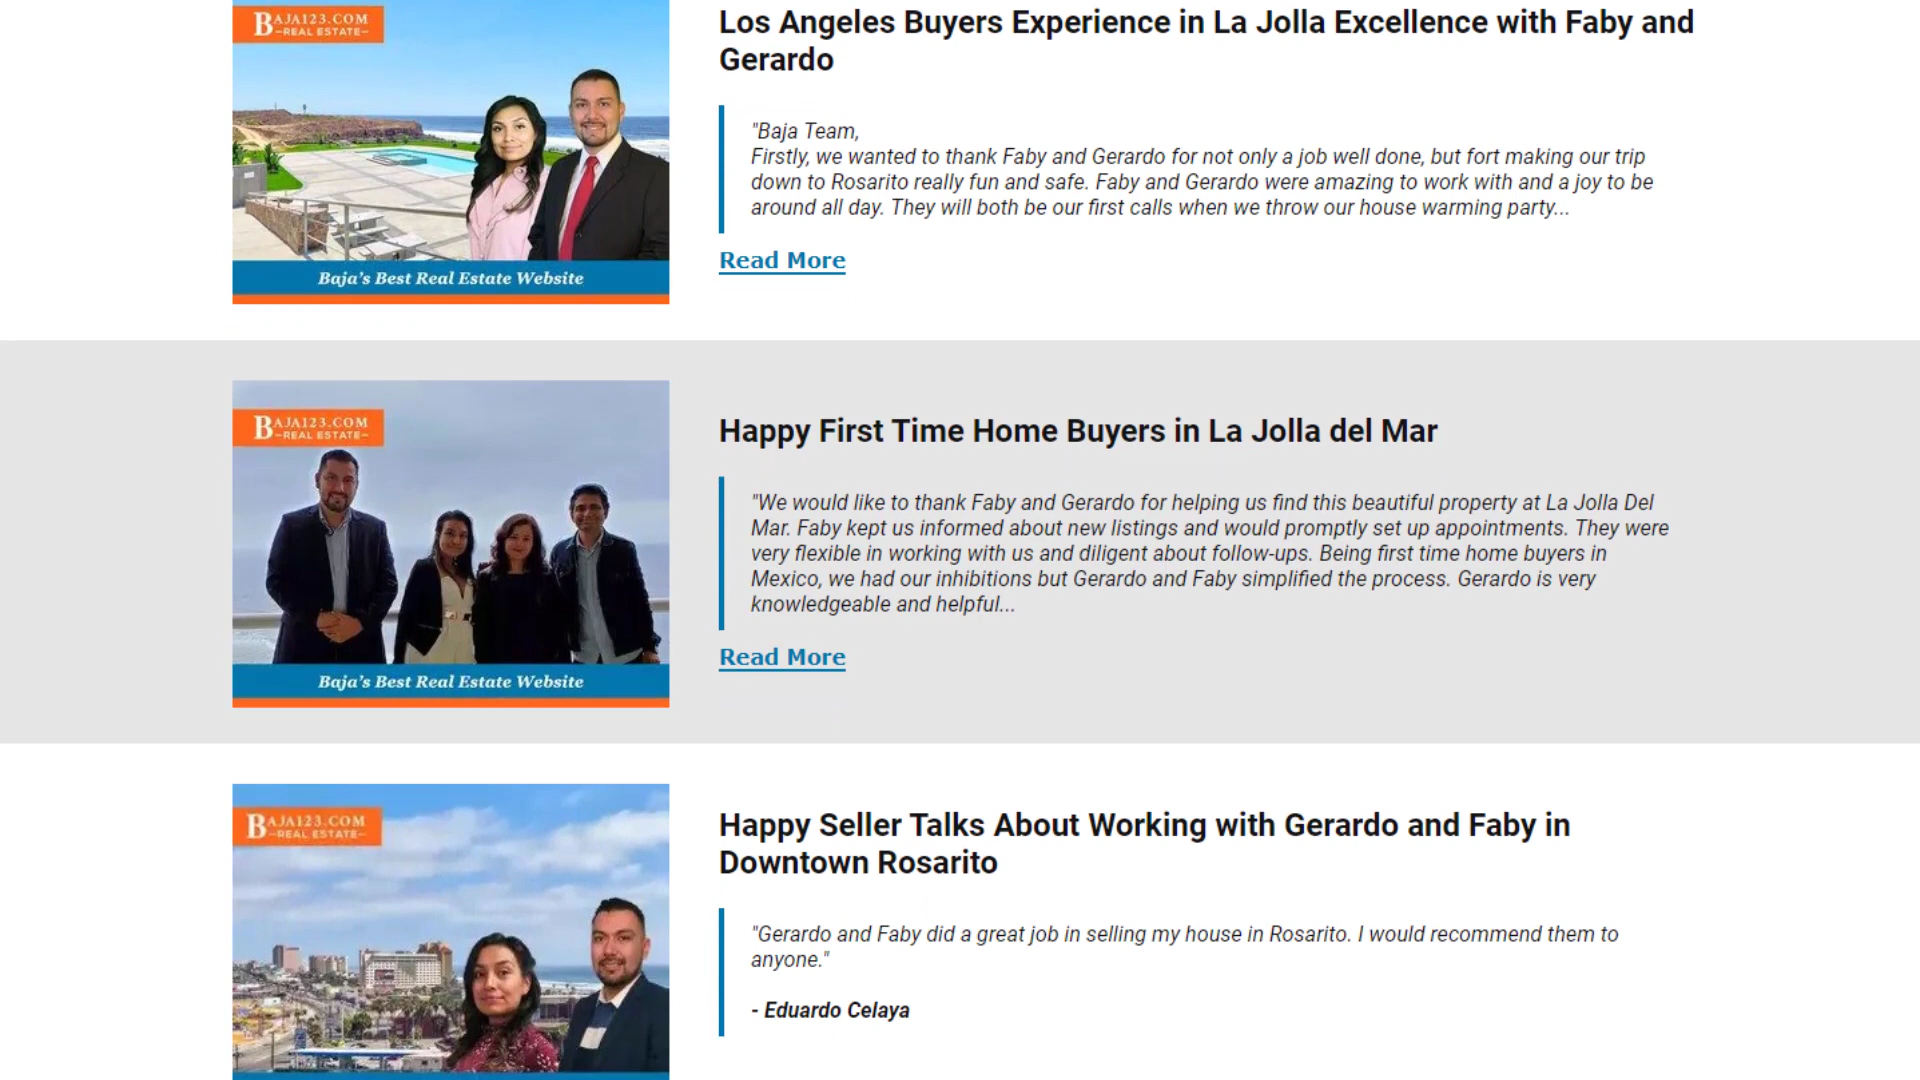 BAJA123.COM
—REAL ESTATE—
Baja's Best Real Estate Website
Los Angeles Buyers Experience in La Jolla Excellence with Faby and
Gerardo
"Baja Team,
Firstly, we wanted to thank Faby and Gerardo for not only a job well done, but fort making our trip
down to Rosarito really fun and safe. Faby and Gerardo were amazing to work with and a joy to be
around all day. They will both be our first calls when we throw our house warming party...
Read More
BAJA123.COM
—REAL ESTATE—
Baja's Best Real Estate Website
Happy First Time Home Buyers in La Jolla del Mar
"We would like to thank Faby and Gerardo for helping us find this beautiful property at La Jolla Del
Mar. Faby kept us informed about new listings and would promptly set up appointments. They were
very flexible in working with us and diligent about follow-ups. Being first time home buyers in
Mexico, we had our inhibitions but Gerardo and Faby simplified the process. Gerardo is very
knowledgeable and helpful...
Read More
BAJA123.COM
—REAL ESTATE—
Happy Seller Talks About Working with Gerardo and Faby in
Downtown Rosarito
"Gerardo and Faby did a great job in selling my house in Rosarito. I would recommend them to
anyone."
- Eduardo Celaya